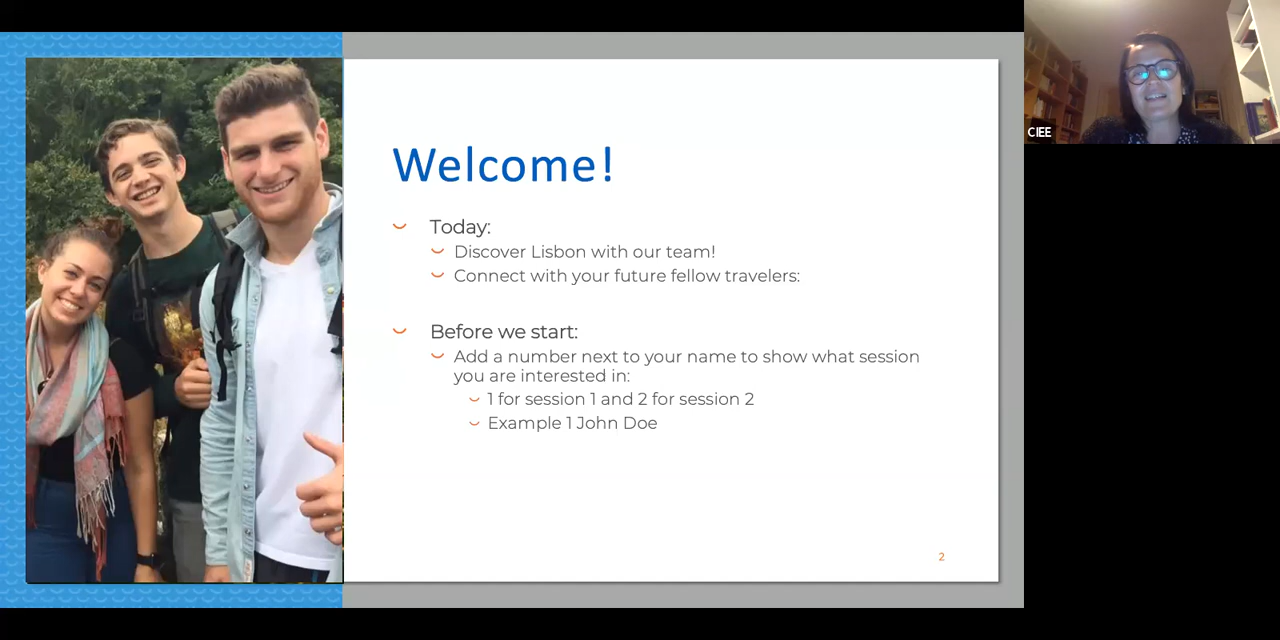 Welcome!
Today:
Discover Lisbon with our team!
Connect with your future fellow travelers:
Before we start:
Add a number next to your name to show what session
you are interested in:
1 for session 1 and 2 for session 2
Example 1 John Doe
2
CIEE